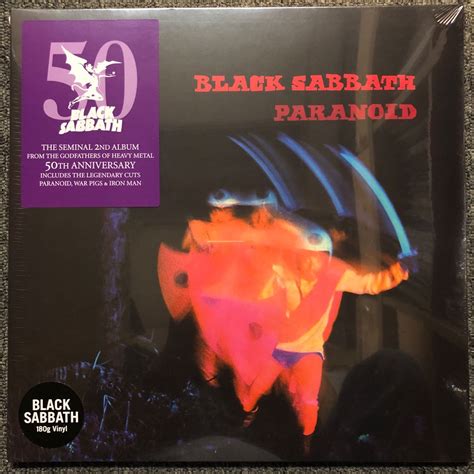 50
BLACK
SABBATH
THE SEMINAL 2ND ALBUM
FROM THE GODFATHERS OF HEAVY METAL
50TH ANNIVERSARY
INCLUDES THE LEGENDARY CUTS
PARANOID, WAR PIGS & IRON MAN
BLACK SABBATH
PARANOID
BLACK
SABBATH
180g Vinyl